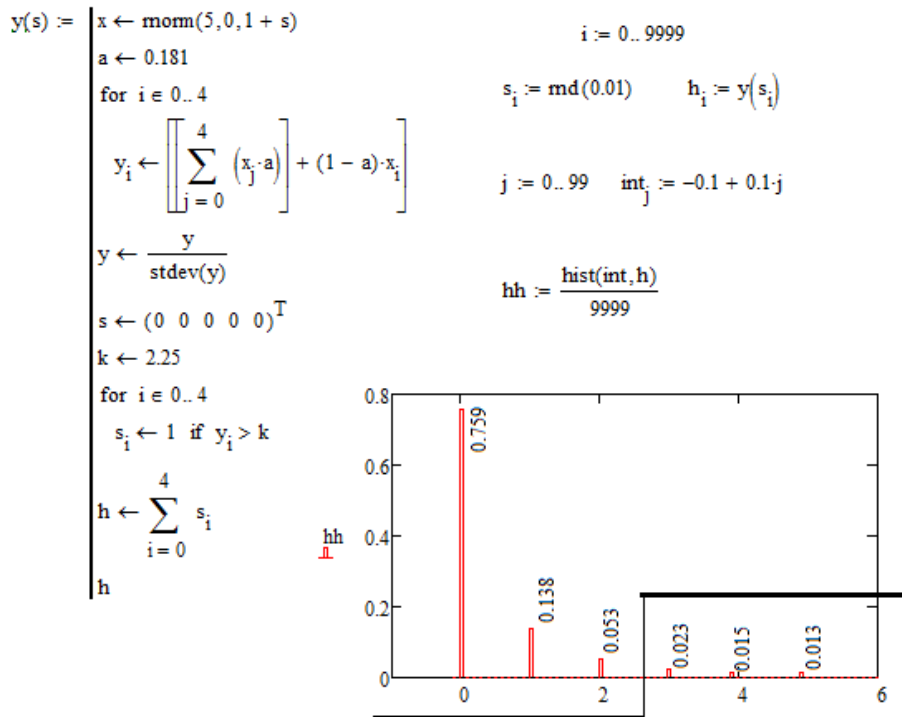 y(s) :=
x ← rnorm(5,0,1 + s)
a ← 0.181
for i ∈ 0.. 4
y_i ← [[∑_{j = 0}^{4} (x_j·a)] + (1 − a)·x_i]
y ← y / stdev(y)
s ← (0 0 0 0 0)^T
k ← 2.25
for i ∈ 0.. 4
s_i ← 1 if y_i > k
h ← ∑_{i = 0}^{4} s_i
h
i := 0.. 9999
s_i := rnd(0.01) h_i := y(s_i)
j := 0.. 99 int_j := −0.1 + 0.1·j
hh := hist(int,h) / 9999
hh
0.8
0.6
0.4
0.2
0
0.759
0.138
0.053
0.023
0.015
0.013
0 2 4 6